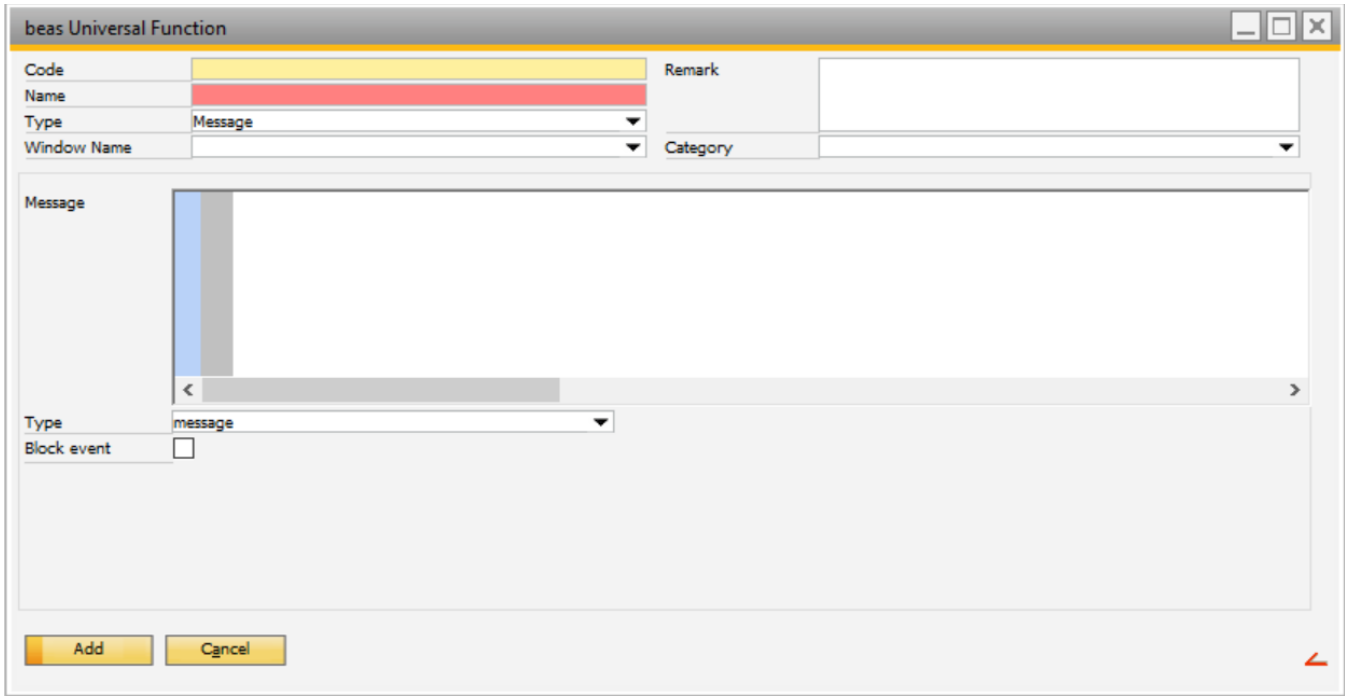 beas Universal Function
Code
Remark
Name
Type Message
Window Name
Category
Message
Type message
Block event
Add Cancel